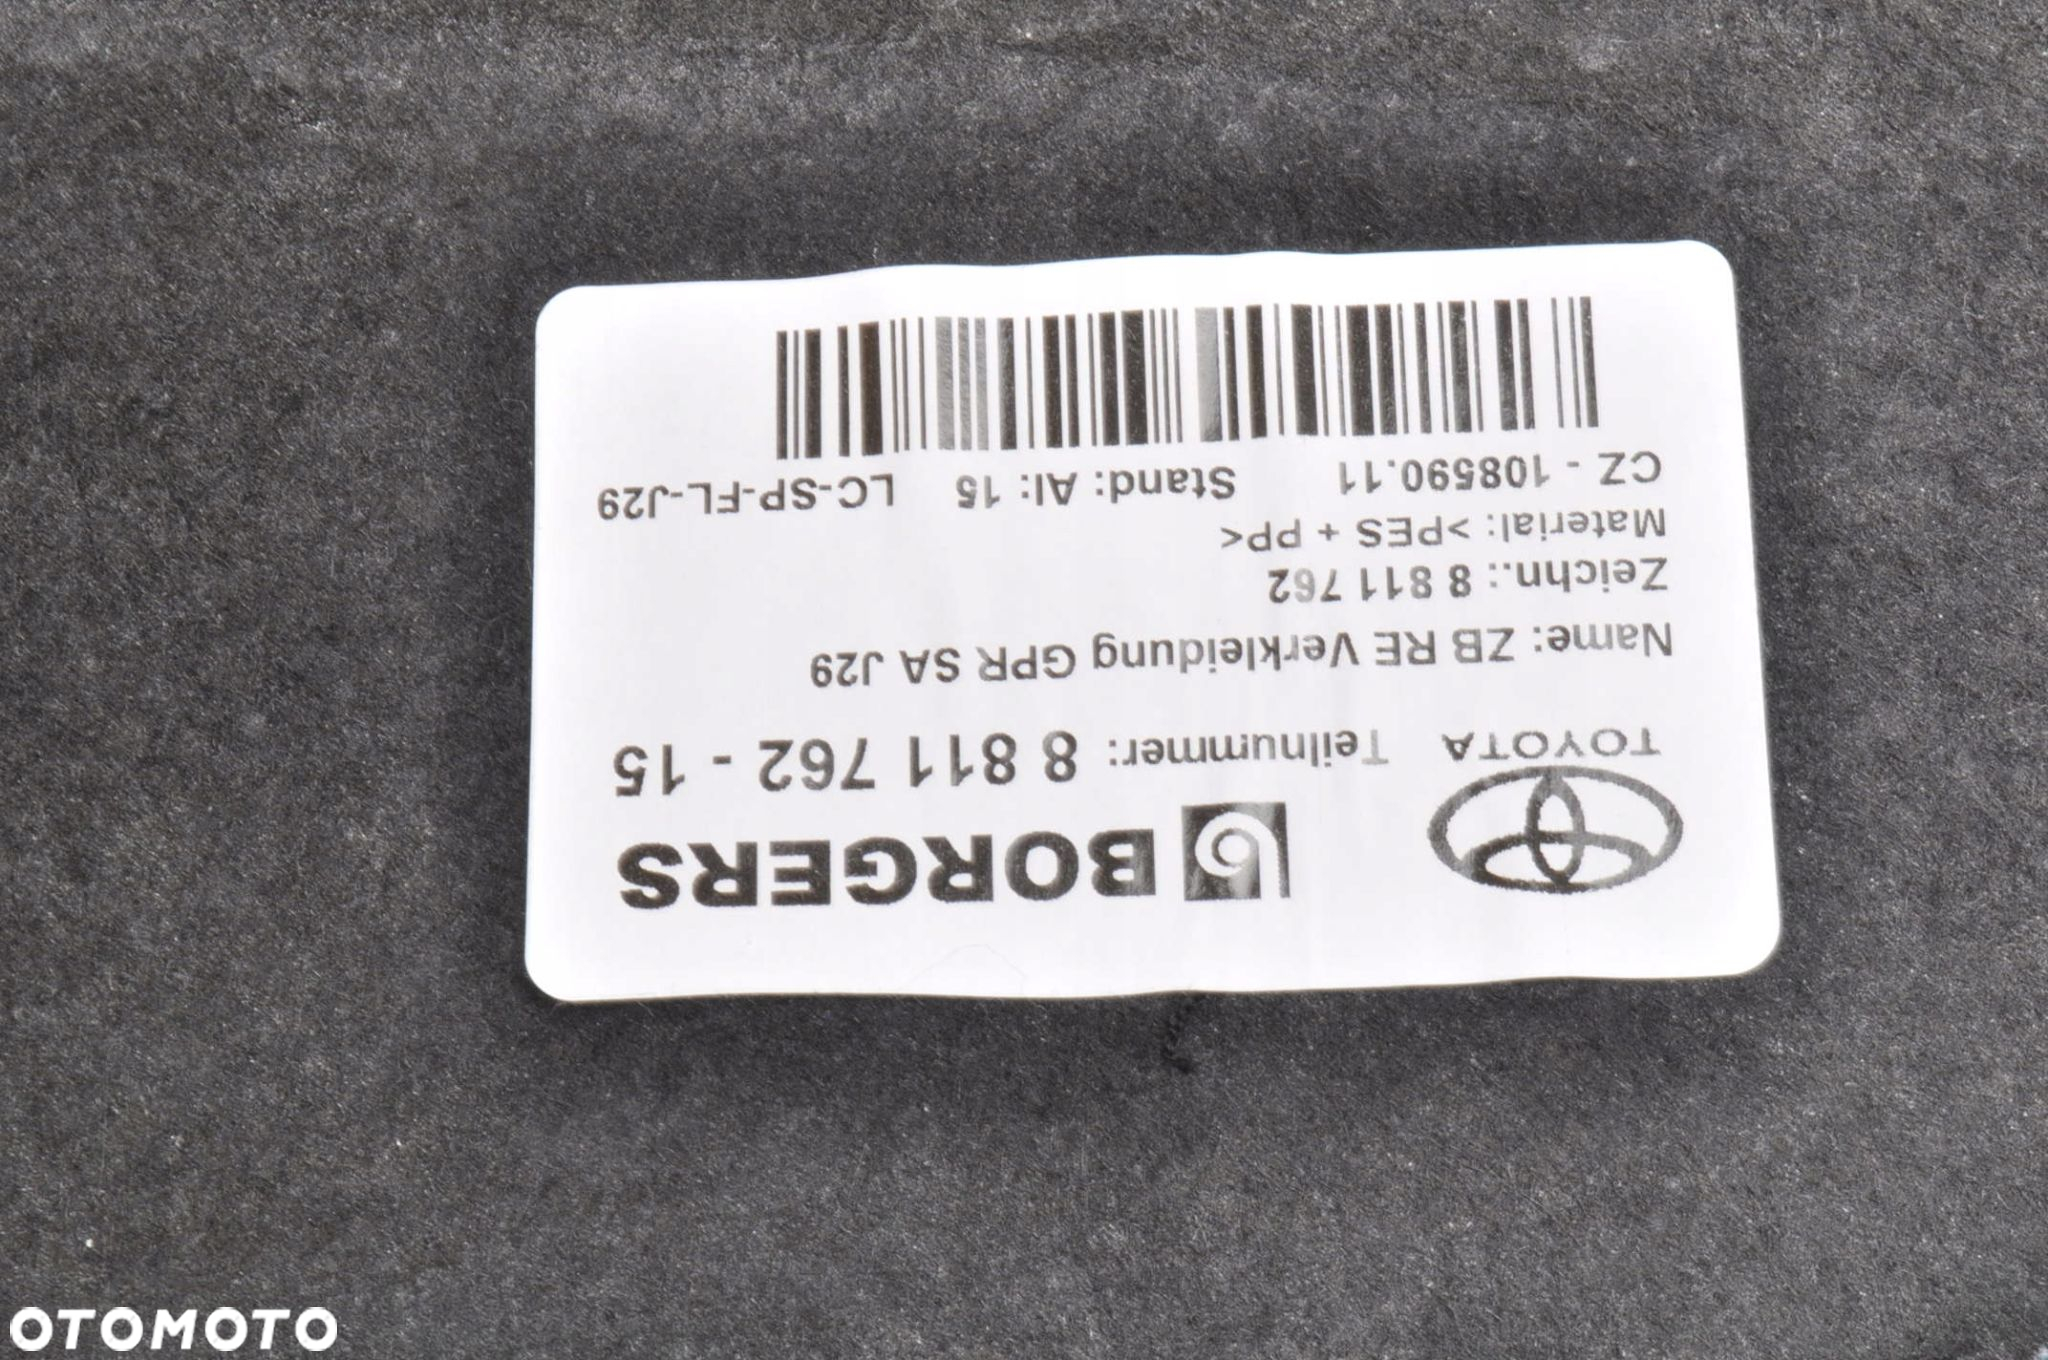 TOYOTA
BORGERS
Teilnummer: 8 811 762 - 15
Name: ZB RE Verkleidung GPR SA J29
Zeichn.: 8 811 762
Material: >PES + PP<
CZ - 108590.11 Stand: AI: 15 LC-SP-FL-J29
OTOMOTO